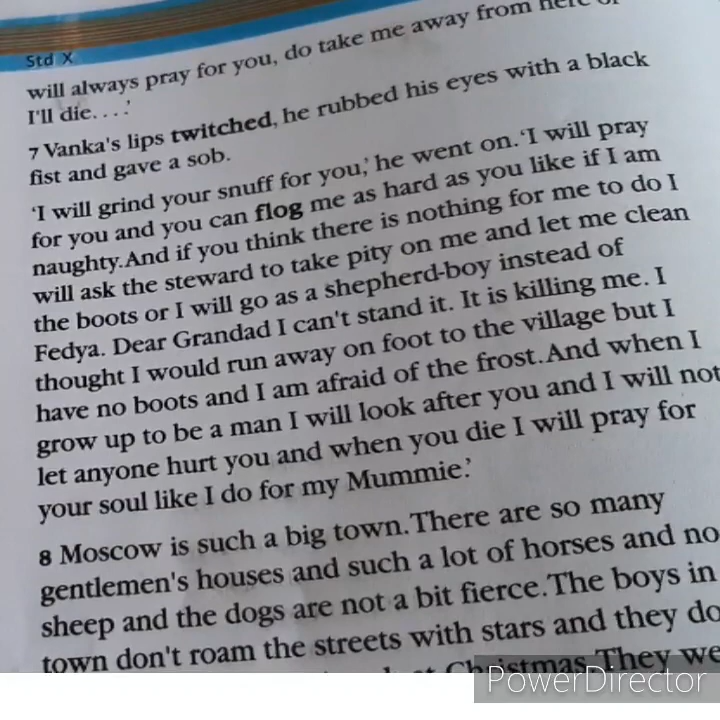 Std X
will always pray for you, do take me away from here or
I'll die. . . .'
7 Vanka's lips twitched, he rubbed his eyes with a black
fist and gave a sob.
'I will grind your snuff for you,' he went on. 'I will pray
for you and you can flog me as hard as you like if I am
naughty. And if you think there is nothing for me to do I
will ask the steward to take pity on me and let me clean
the boots or I will go as a shepherd-boy instead of
Fedya. Dear Grandad I can't stand it. It is killing me. I
thought I would run away on foot to the village but I
have no boots and I am afraid of the frost. And when I
grow up to be a man I will look after you and I will not
let anyone hurt you and when you die I will pray for
your soul like I do for my Mummie.'
8 Moscow is such a big town. There are so many
gentlemen's houses and such a lot of horses and no
sheep and the dogs are not a bit fierce. The boys in
town don't roam the streets with stars and they do
at Christmas. They we
PowerDirector